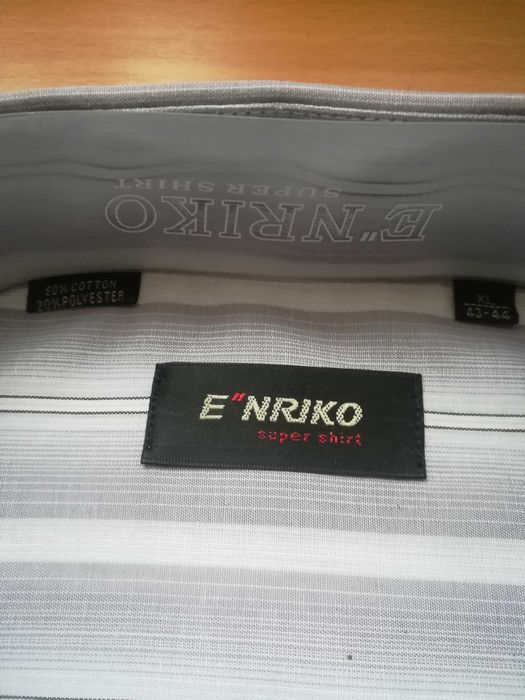 E"NRIKO
SUPER SHIRT
80% COTTON
20% POLYESTER
XL
43-44
E"NRIKO
super shirt